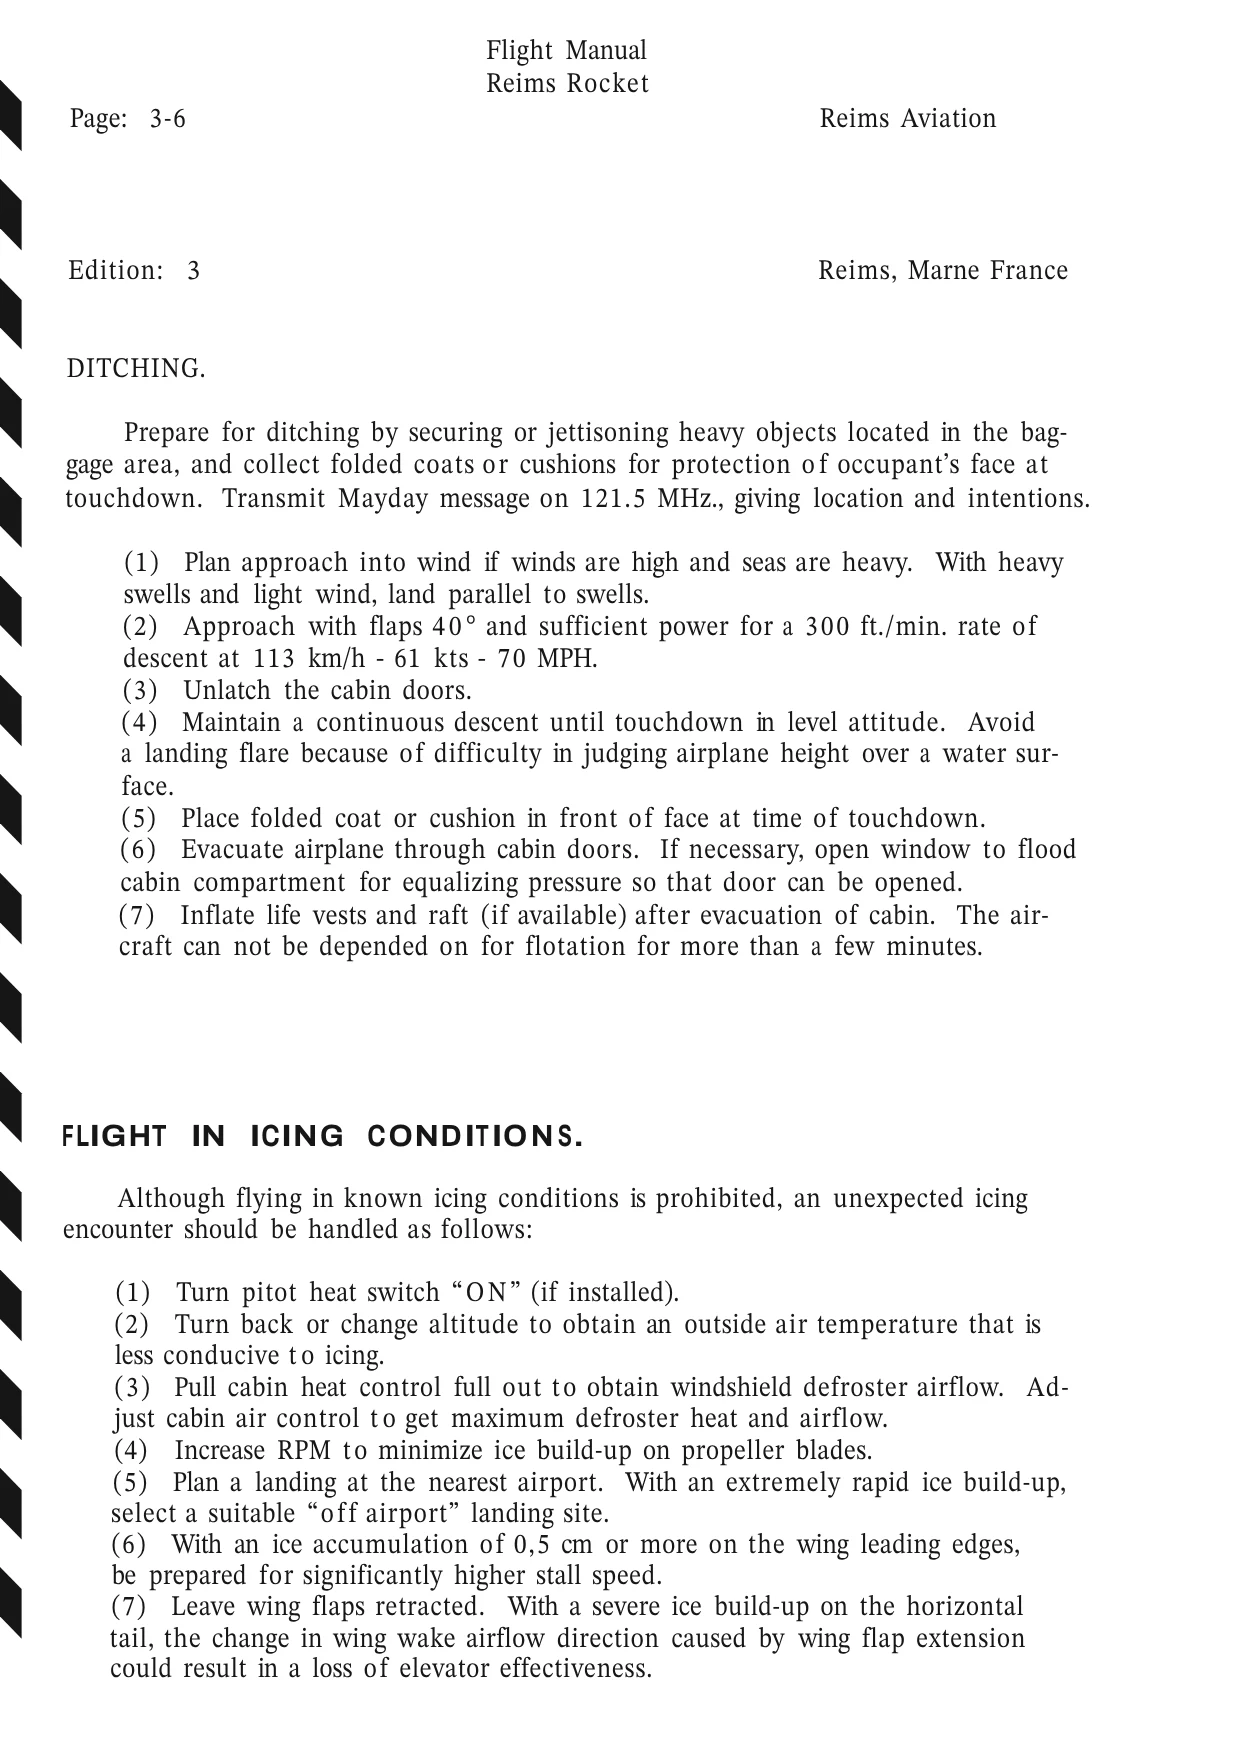 Flight Manual
Reims Rocket
Page: 3-6 Reims Aviation
Edition: 3 Reims, Marne France
DITCHING.
Prepare for ditching by securing or jettisoning heavy objects located in the bag-
gage area, and collect folded coats or cushions for protection of occupant’s face at
touchdown. Transmit Mayday message on 121.5 MHz., giving location and intentions.
(1) Plan approach into wind if winds are high and seas are heavy. With heavy
swells and light wind, land parallel to swells.
(2) Approach with flaps 40° and sufficient power for a 300 ft./min. rate of
descent at 113 km/h - 61 kts - 70 MPH.
(3) Unlatch the cabin doors.
(4) Maintain a continuous descent until touchdown in level attitude. Avoid
a landing flare because of difficulty in judging airplane height over a water sur-
face.
(5) Place folded coat or cushion in front of face at time of touchdown.
(6) Evacuate airplane through cabin doors. If necessary, open window to flood
cabin compartment for equalizing pressure so that door can be opened.
(7) Inflate life vests and raft (if available) after evacuation of cabin. The air-
craft can not be depended on for flotation for more than a few minutes.
FLIGHT IN ICING CONDITIONS.
Although flying in known icing conditions is prohibited, an unexpected icing
encounter should be handled as follows:
(1) Turn pitot heat switch “ON” (if installed).
(2) Turn back or change altitude to obtain an outside air temperature that is
less conducive to icing.
(3) Pull cabin heat control full out to obtain windshield defroster airflow. Ad-
just cabin air control to get maximum defroster heat and airflow.
(4) Increase RPM to minimize ice build-up on propeller blades.
(5) Plan a landing at the nearest airport. With an extremely rapid ice build-up,
select a suitable “off airport” landing site.
(6) With an ice accumulation of 0,5 cm or more on the wing leading edges,
be prepared for significantly higher stall speed.
(7) Leave wing flaps retracted. With a severe ice build-up on the horizontal
tail, the change in wing wake airflow direction caused by wing flap extension
could result in a loss of elevator effectiveness.